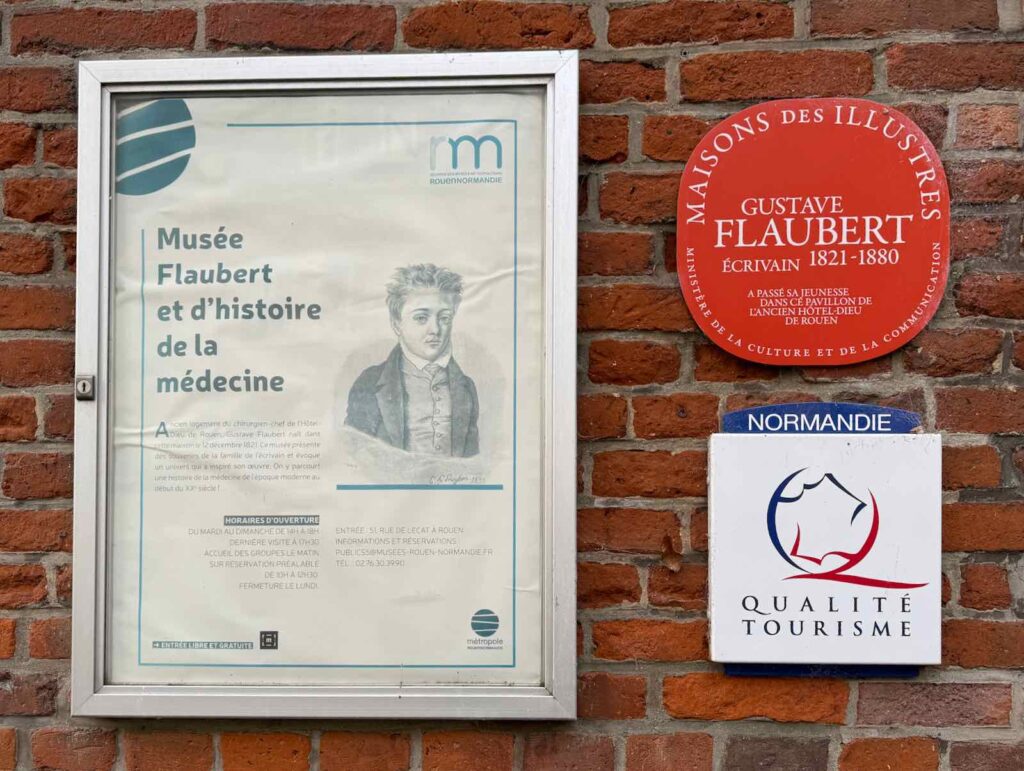 rm
ROUENNORMANDIE
Musée
Flaubert
et d'histoire
de la
médecine
Ancien logement du chirurgien-chef de l'Hôtel-
Dieu de Rouen, Gustave Flaubert naît dans
cette maison le 12 décembre 1821. Ce musée présente
des souvenirs de la famille de l'écrivain et évoque
un univers qui a inspiré son œuvre. On y parcourt
une histoire de la médecine de l'époque moderne au
début du XXe siècle !
HORAIRES D'OUVERTURE
DU MARDI AU DIMANCHE DE 14H À 18H
DERNIÈRE VISITE À 17H30
ACCUEIL DES GROUPES LE MATIN
SUR RÉSERVATION PRÉALABLE
DE 10H À 12H30.
FERMETURE LE LUNDI.
ENTRÉE : 51, RUE DE LECAT À ROUEN
INFORMATIONS ET RÉSERVATIONS :
PUBLICS5@MUSEES-ROUEN-NORMANDIE.FR
TÉL. : 02.76.30.39.90
→ ENTRÉE LIBRE ET GRATUITE
métropole
ROUENNORMANDIE
MAISONS DES ILLUSTRES
GUSTAVE
FLAUBERT
ÉCRIVAIN 1821-1880
A PASSÉ SA JEUNESSE
DANS CE PAVILLON DE
L'ANCIEN HÔTEL-DIEU
DE ROUEN
MINISTÈRE DE LA CULTURE ET DE LA COMMUNICATION
NORMANDIE
QUALITÉ
TOURISME